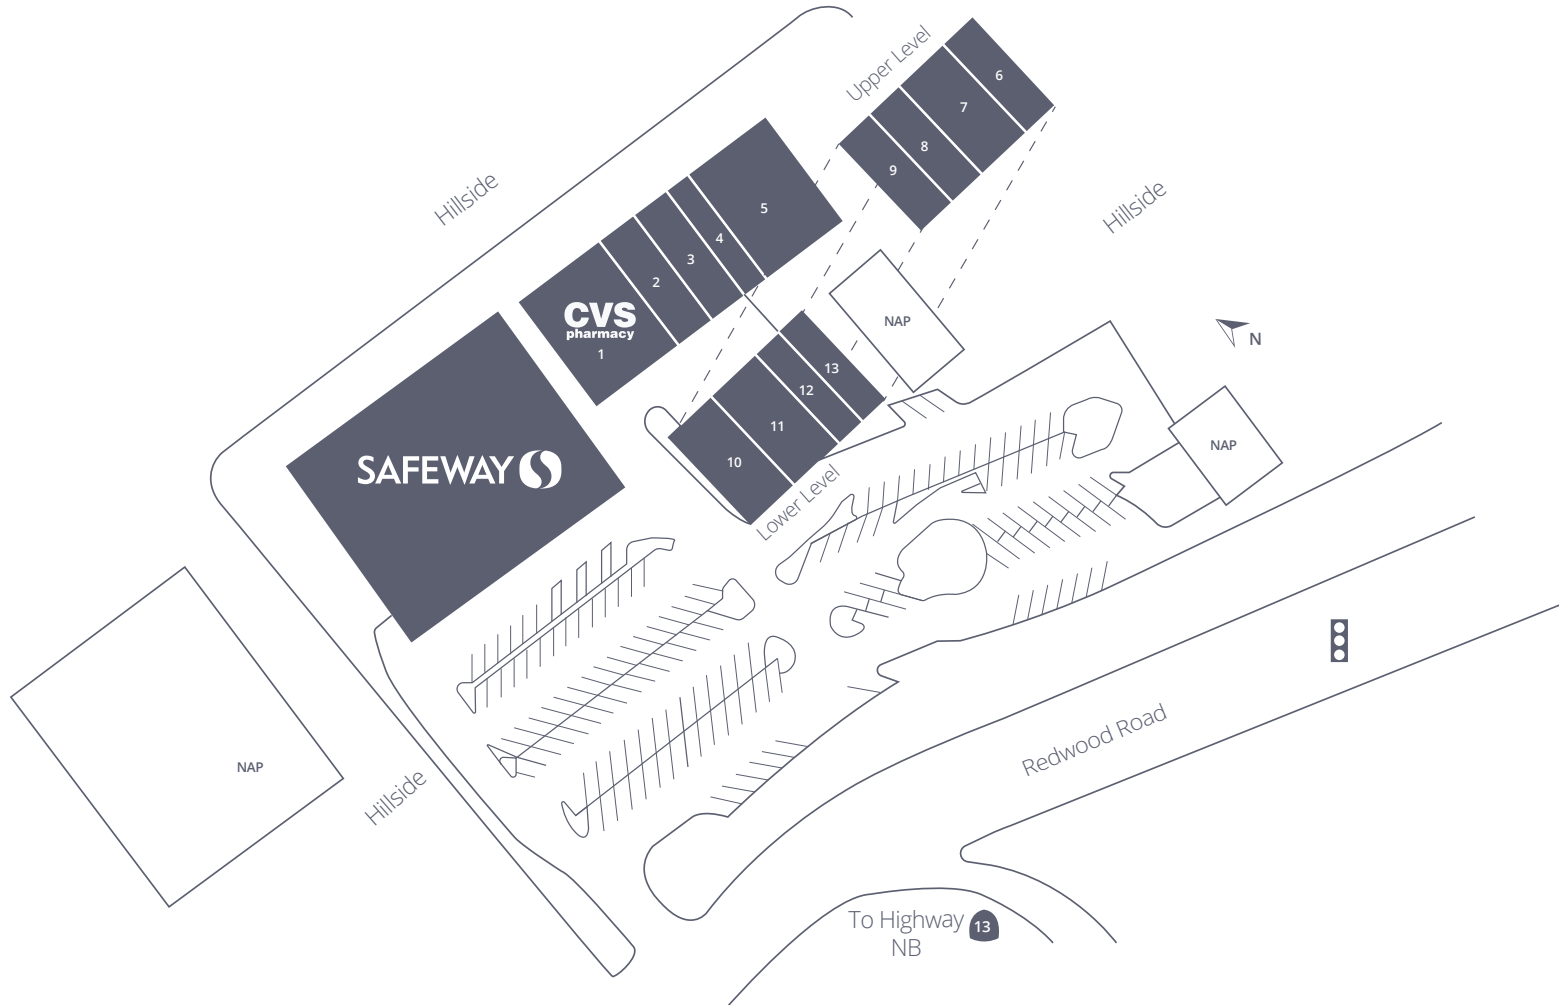 Upper Level
6
7
8
9
Hillside
5
4
3
2
CVS
pharmacy
1
Hillside
NAP
N
13
12
11
10
NAP
SAFEWAY
Lower Level
NAP
Hillside
Redwood Road
To Highway
NB
13